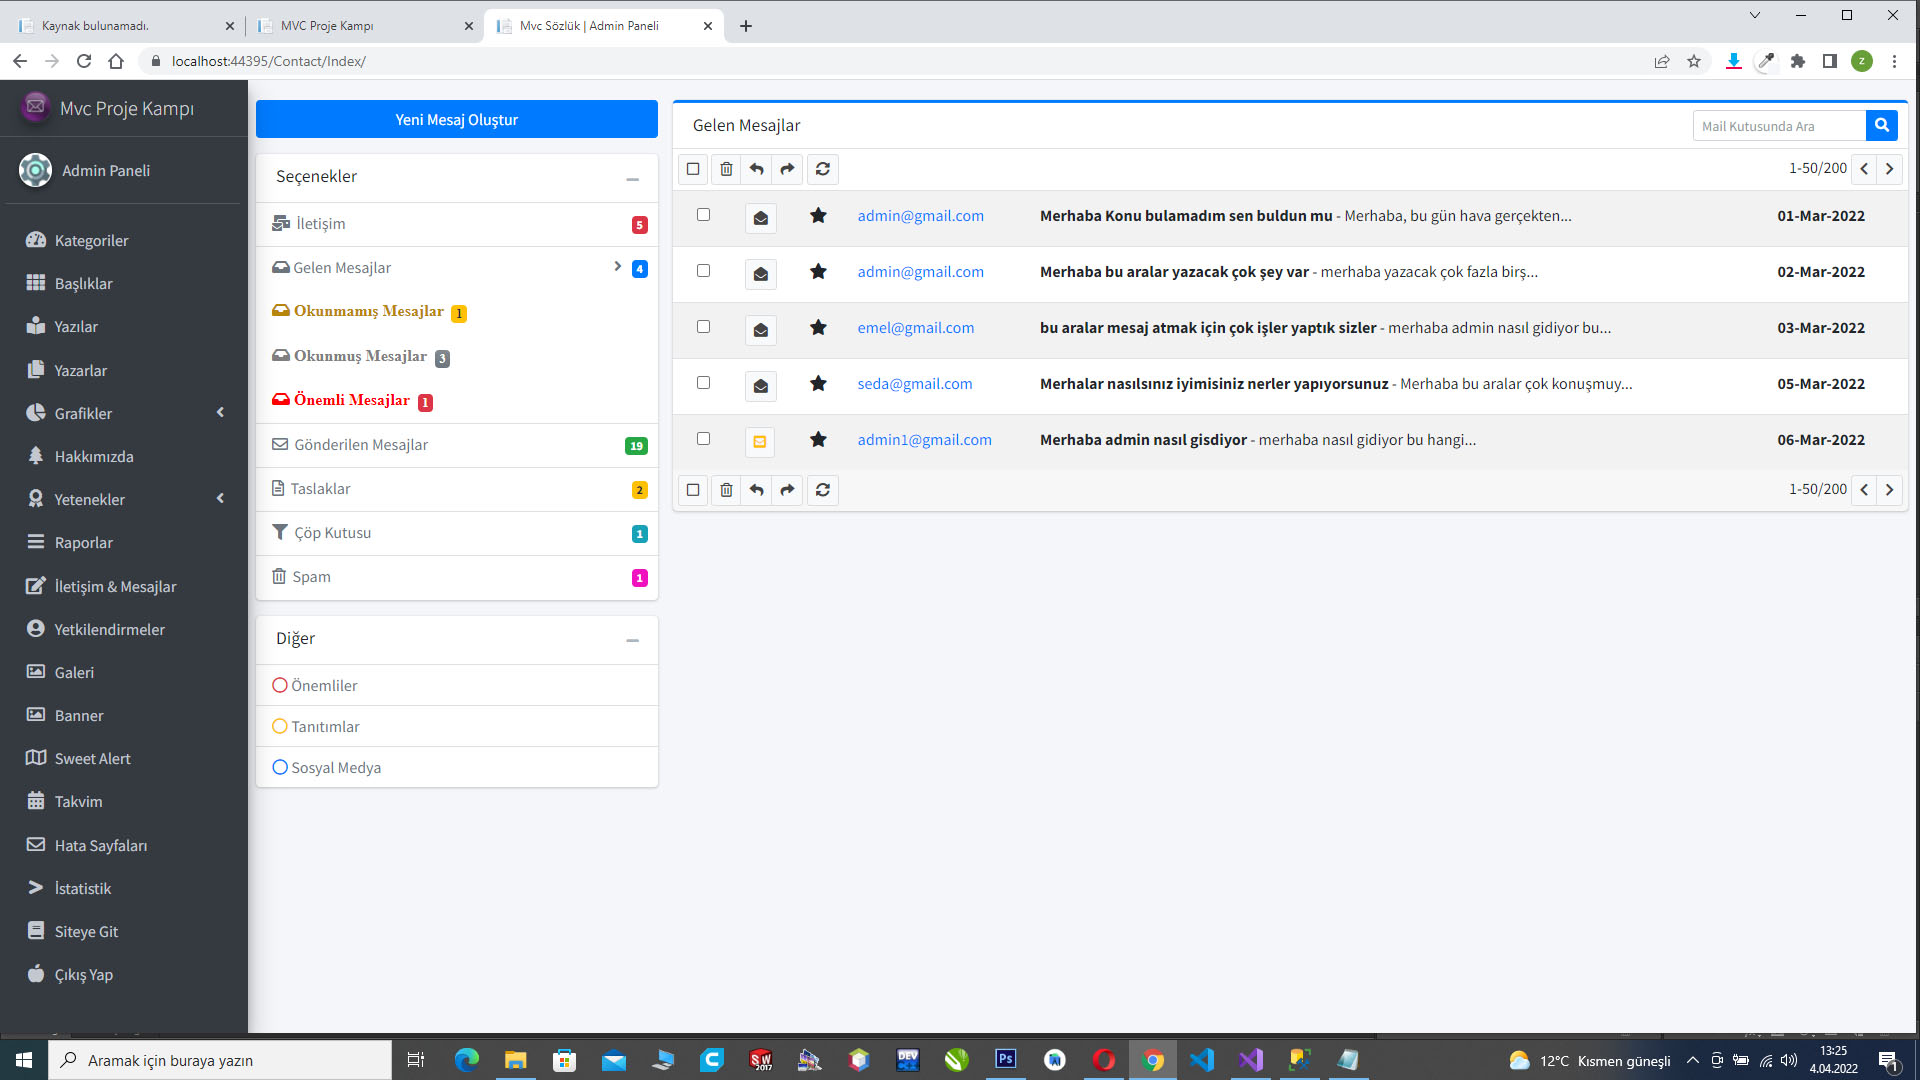 Kaynak bulunamadı.
MVC Proje Kampı
Mvc Sözlük | Admin Paneli
localhost:44395/Contact/Index/
z
Mvc Proje Kampı
Admin Paneli
Kategoriler
Başlıklar
Yazılar
Yazarlar
Grafikler
Hakkımızda
Yetenekler
Raporlar
İletişim & Mesajlar
Yetkilendirmeler
Galeri
Banner
Sweet Alert
Takvim
Hata Sayfaları
İstatistik
Siteye Git
Çıkış Yap
Yeni Mesaj Oluştur
Seçenekler
İletişim 5
Gelen Mesajlar 4
Okunmamış Mesajlar 1
Okunmuş Mesajlar 3
Önemli Mesajlar 1
Gönderilen Mesajlar 19
Taslaklar 2
Çöp Kutusu 1
Spam 1
Diğer
Önemliler
Tanıtımlar
Sosyal Medya
Gelen Mesajlar
Mail Kutusunda Ara
1-50/200
admin@gmail.com Merhaba Konu bulamadım sen buldun mu - Merhaba, bu gün hava gerçekten... 01-Mar-2022
admin@gmail.com Merhaba bu aralar yazacak çok şey var - merhaba yazacak çok fazla birş... 02-Mar-2022
emel@gmail.com bu aralar mesaj atmak için çok işler yaptık sizler - merhaba admin nasıl gidiyor bu... 03-Mar-2022
seda@gmail.com Merhalar nasılsınız iyimisiniz nerler yapıyorsunuz - Merhaba bu aralar çok konuşmuy... 05-Mar-2022
admin1@gmail.com Merhaba admin nasıl gisdiyor - merhaba nasıl gidiyor bu hangi... 06-Mar-2022
1-50/200
Aramak için buraya yazın
SW
2017
DEV
Ps
12°C Kısmen güneşli
13:25
4.04.2022
1